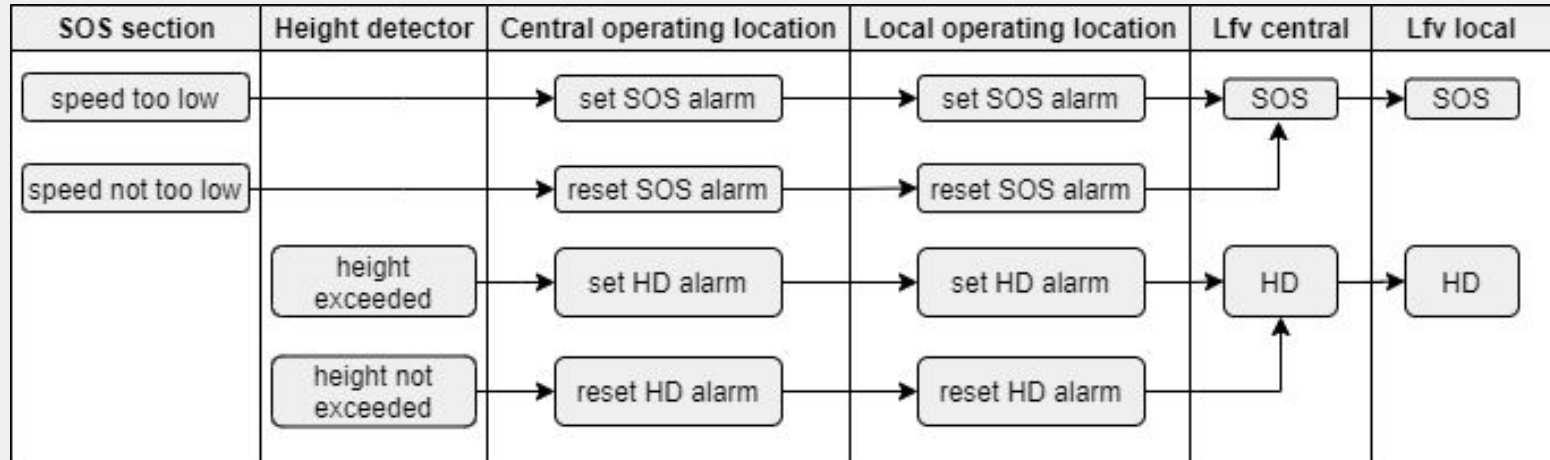 SOS section
Height detector
Central operating location
Local operating location
Lfv central
Lfv local
speed too low
set SOS alarm
set SOS alarm
SOS
SOS
speed not too low
reset SOS alarm
reset SOS alarm
height
exceeded
set HD alarm
set HD alarm
HD
HD
height not
exceeded
reset HD alarm
reset HD alarm